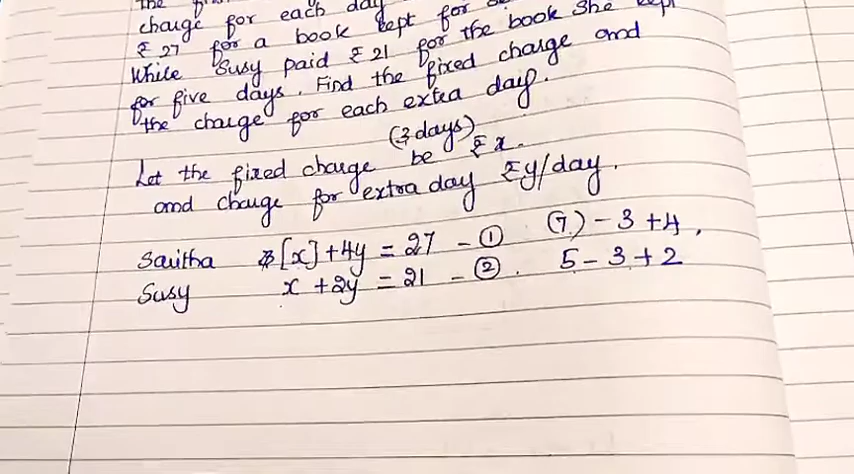 The
charge for each day
₹ 27 for a book kept for
While Susy paid ₹ 21 for the book she kept
for five days. Find the fixed charge and
the charge for each extra day.
(3 days)
Let the fixed charge be ₹ x.
and charge for extra day ₹y/day.
Saritha [x] + 4y = 27 - ① (7) - 3 + 4,
Susy x + 2y = 21 - ②. 5 - 3 + 2